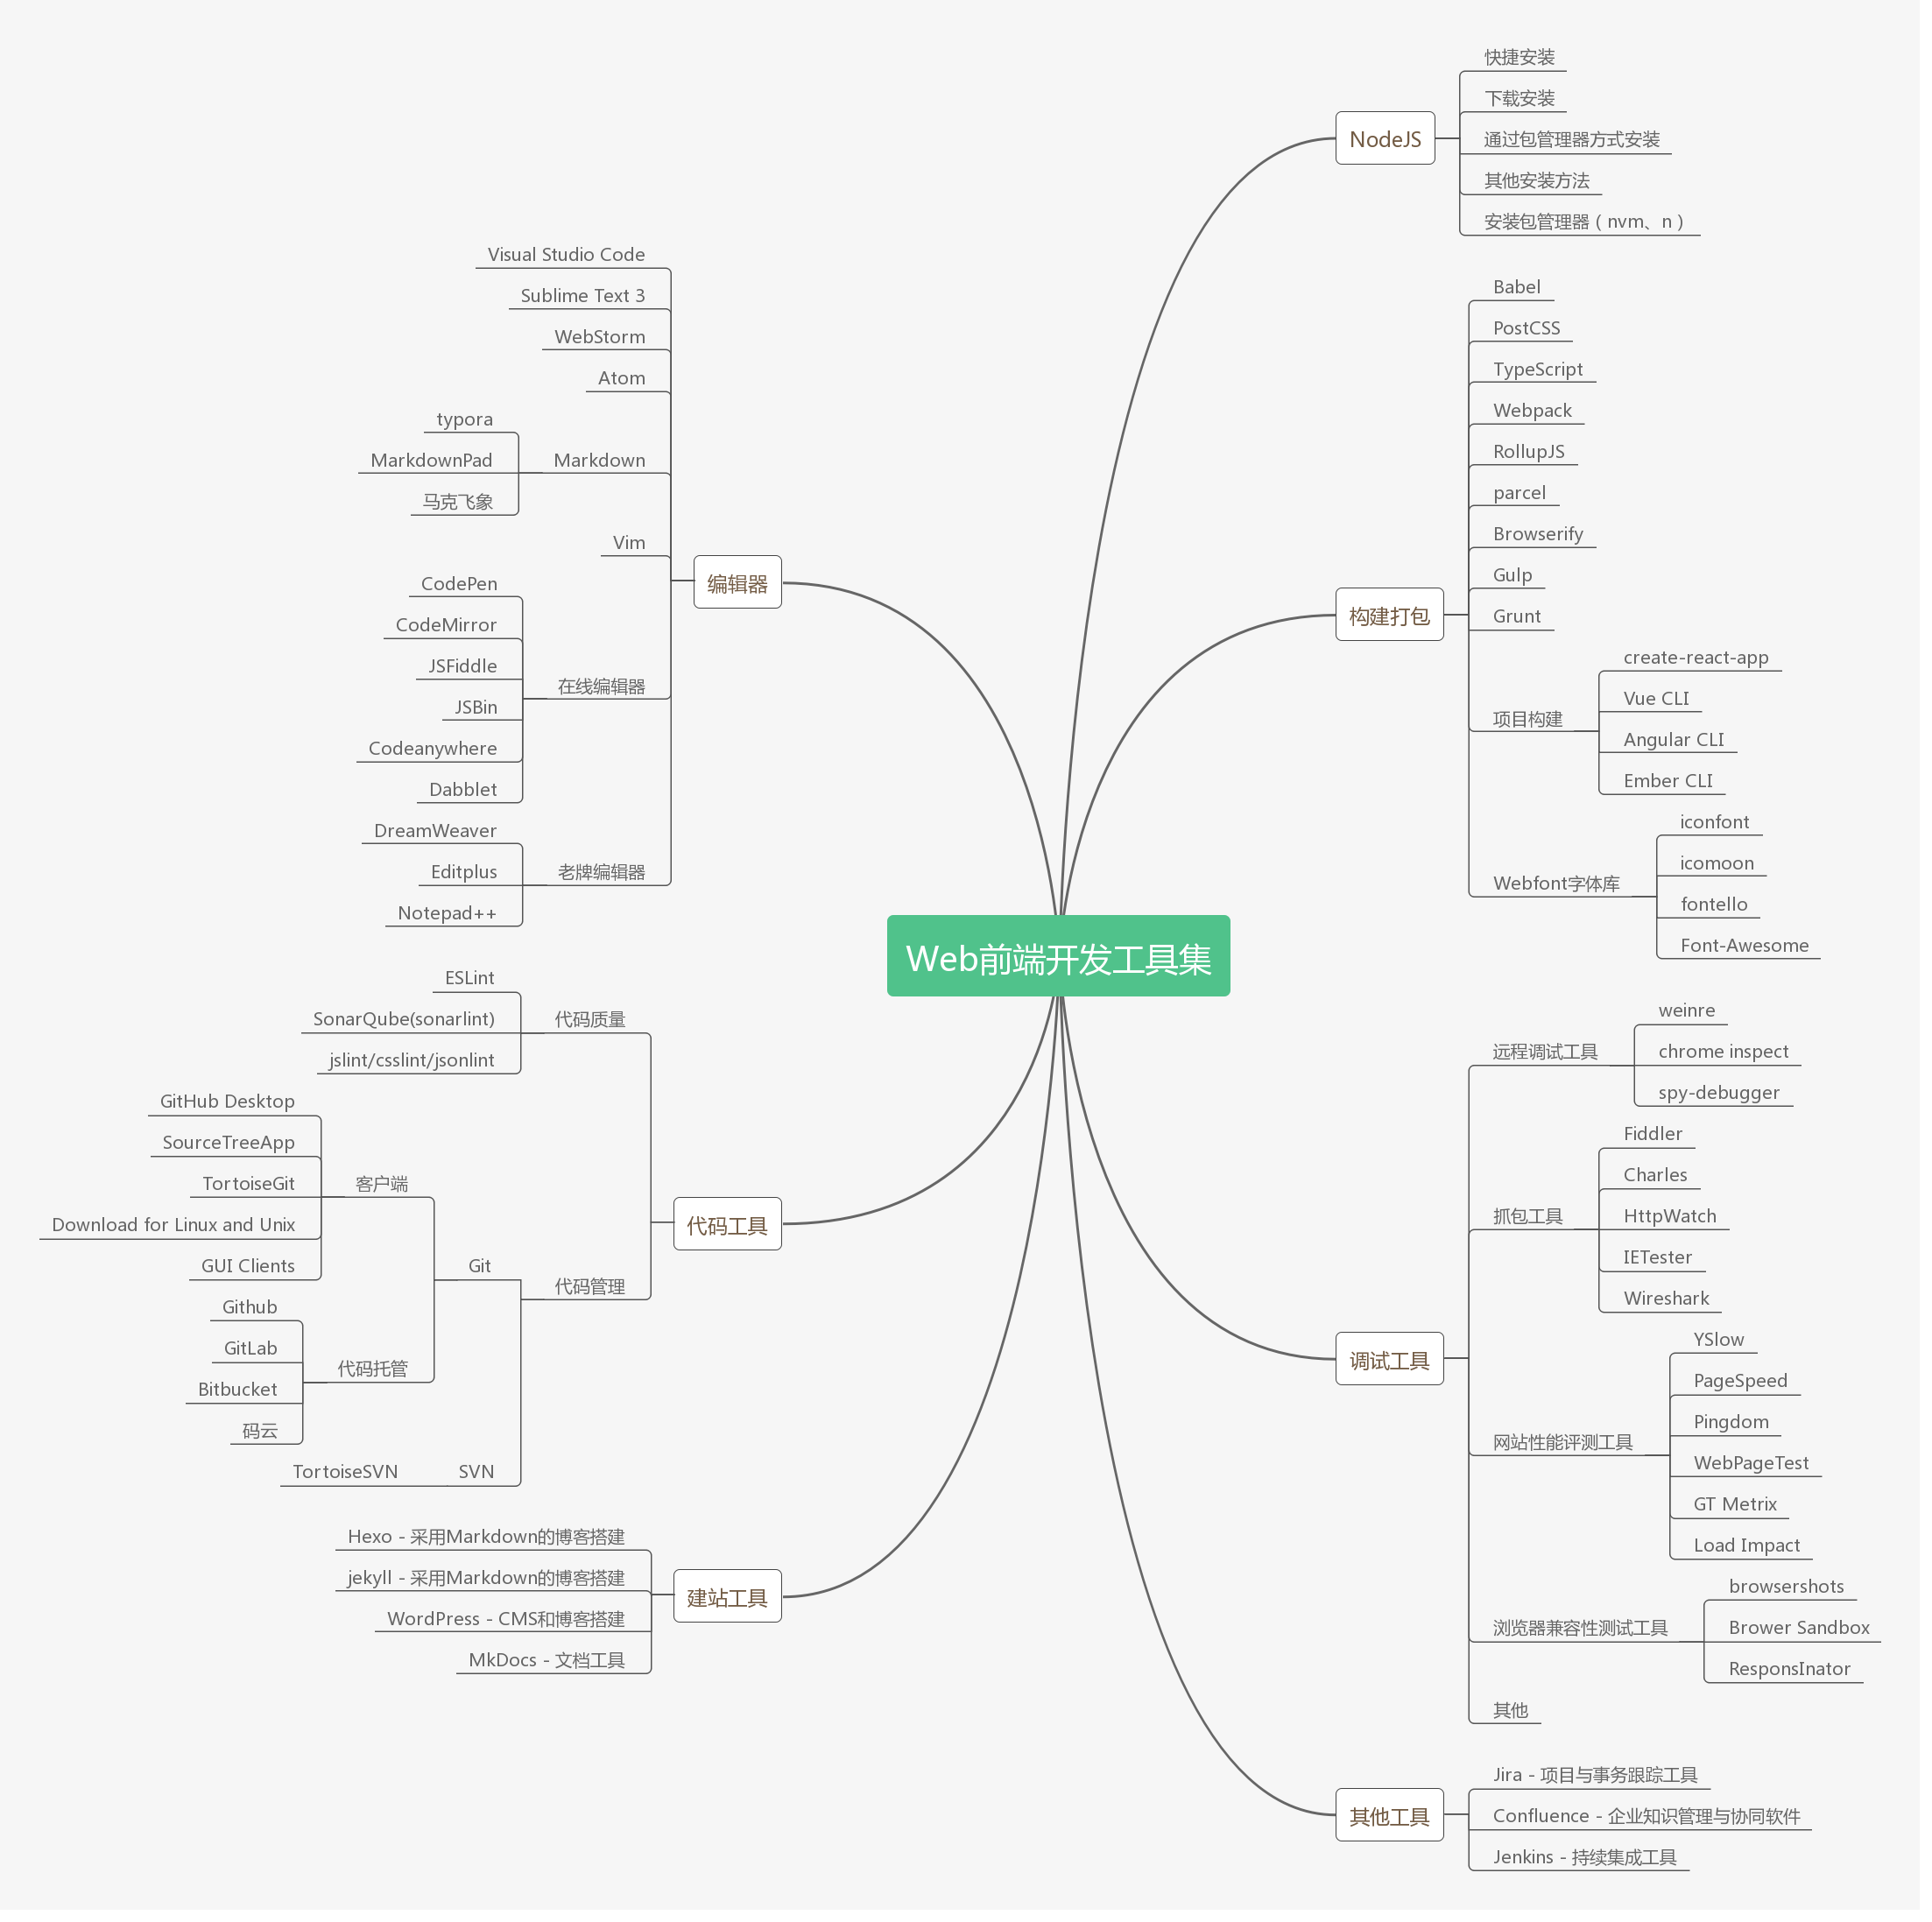 Web前端开发工具集
NodeJS
快捷安装
下载安装
通过包管理器方式安装
其他安装方法
安装包管理器（nvm、n）
构建打包
Babel
PostCSS
TypeScript
Webpack
RollupJS
parcel
Browserify
Gulp
Grunt
项目构建
create-react-app
Vue CLI
Angular CLI
Ember CLI
Webfont字体库
iconfont
icomoon
fontello
Font-Awesome
调试工具
远程调试工具
weinre
chrome inspect
spy-debugger
抓包工具
Fiddler
Charles
HttpWatch
IETester
Wireshark
网站性能评测工具
YSlow
PageSpeed
Pingdom
WebPageTest
GT Metrix
Load Impact
浏览器兼容性测试工具
browsershots
Brower Sandbox
ResponsInator
其他
其他工具
Jira - 项目与事务跟踪工具
Confluence - 企业知识管理与协同软件
Jenkins - 持续集成工具
编辑器
Visual Studio Code
Sublime Text 3
WebStorm
Atom
Markdown
typora
MarkdownPad
马克飞象
Vim
在线编辑器
CodePen
CodeMirror
JSFiddle
JSBin
Codeanywhere
Dabblet
老牌编辑器
DreamWeaver
Editplus
Notepad++
代码工具
代码质量
ESLint
SonarQube(sonarlint)
jslint/csslint/jsonlint
代码管理
Git
客户端
GitHub Desktop
SourceTreeApp
TortoiseGit
Download for Linux and Unix
GUI Clients
代码托管
Github
GitLab
Bitbucket
码云
SVN
TortoiseSVN
建站工具
Hexo - 采用Markdown的博客搭建
jekyll - 采用Markdown的博客搭建
WordPress - CMS和博客搭建
MkDocs - 文档工具